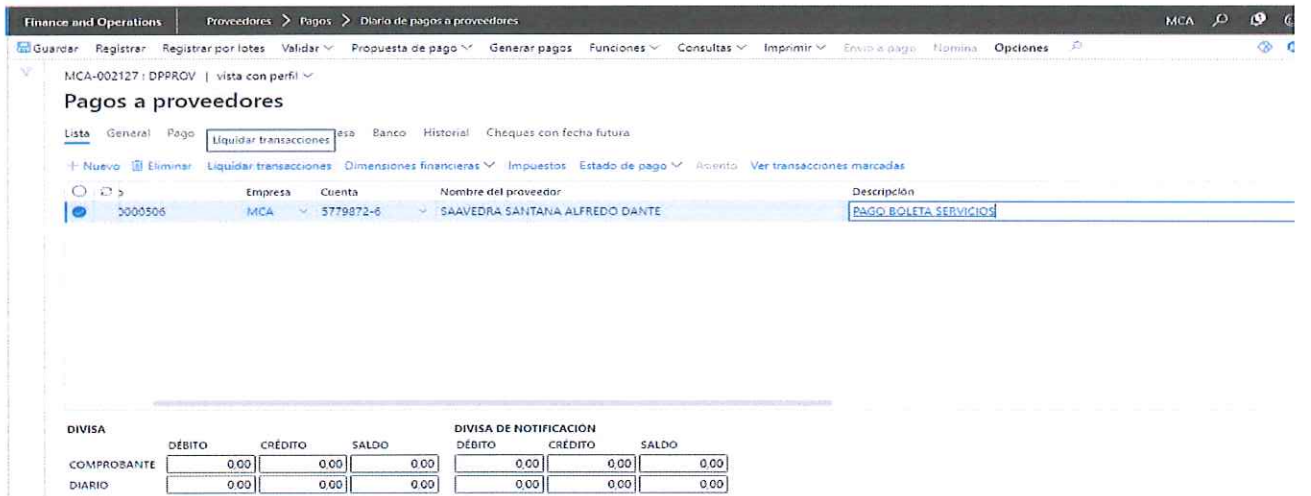 Finance and Operations Proveedores > Pagos > Diario de pagos a proveedores MCA
Guardar Registrar Registrar por lotes Validar Propuesta de pago Generar pagos Funciones Consultas Imprimir Envío a pago Nomina Opciones
MCA-002127 : DPPROV | vista con perfil
Pagos a proveedores
Lista General Pago Liquidar transacciones esa Banco Historial Cheques con fecha futura
+ Nuevo Eliminar Liquidar transacciones Dimensiones financieras Impuestos Estado de pago Asiento Ver transacciones marcadas
Empresa Cuenta Nombre del proveedor Descripción
0000506 MCA 5779872-6 SAAVEDRA SANTANA ALFREDO DANTE PAGO BOLETA SERVICIOS
DIVISA DIVISA DE NOTIFICACIÓN
DÉBITO CRÉDITO SALDO DÉBITO CRÉDITO SALDO
COMPROBANTE 0,00 0,00 0,00 0,00 0,00 0,00
DIARIO 0,00 0,00 0,00 0,00 0,00 0,00